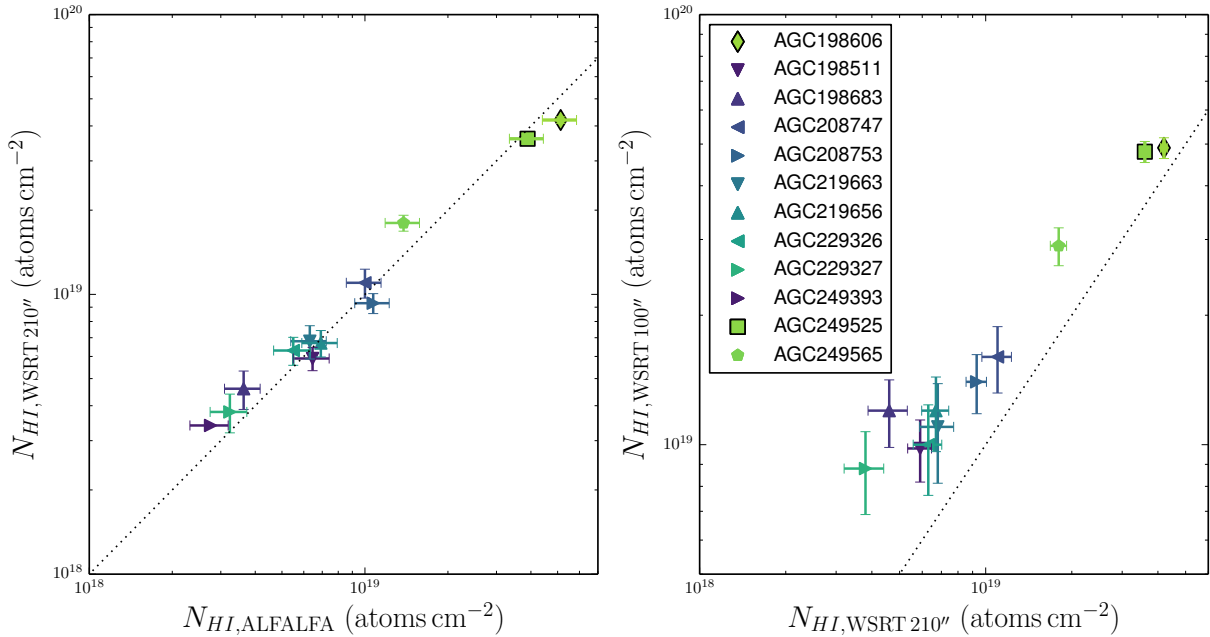 10^20
10^19
10^18
N_{HI,WSRT 210″} (atoms cm^−2)
10^18
10^19
N_{HI,ALFALFA} (atoms cm^−2)
10^20
10^19
N_{HI,WSRT 100″} (atoms cm^−2)
10^18
10^19
N_{HI,WSRT 210″} (atoms cm^−2)
AGC198606
AGC198511
AGC198683
AGC208747
AGC208753
AGC219663
AGC219656
AGC229326
AGC229327
AGC249393
AGC249525
AGC249565